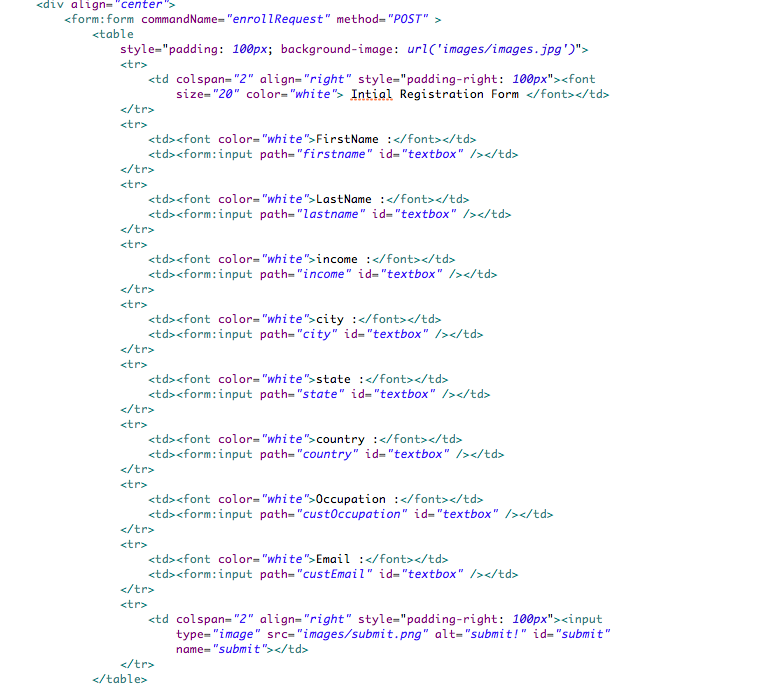 <div align="center">
<form:form commandName="enrollRequest" method="POST" >
<table
style="padding: 100px; background-image: url('images/images.jpg')">
<tr>
<td colspan="2" align="right" style="padding-right: 100px"><font
size="20" color="white"> Intial Registration Form </font></td>
</tr>
<tr>
<td><font color="white">FirstName :</font></td>
<td><form:input path="firstname" id="textbox" /></td>
</tr>
<tr>
<td><font color="white">LastName :</font></td>
<td><form:input path="lastname" id="textbox" /></td>
</tr>
<tr>
<td><font color="white">income :</font></td>
<td><form:input path="income" id="textbox" /></td>
</tr>
<tr>
<td><font color="white">city :</font></td>
<td><form:input path="city" id="textbox" /></td>
</tr>
<tr>
<td><font color="white">state :</font></td>
<td><form:input path="state" id="textbox" /></td>
</tr>
<tr>
<td><font color="white">country :</font></td>
<td><form:input path="country" id="textbox" /></td>
</tr>
<tr>
<td><font color="white">Occupation :</font></td>
<td><form:input path="custOccupation" id="textbox" /></td>
</tr>
<tr>
<td><font color="white">Email :</font></td>
<td><form:input path="custEmail" id="textbox" /></td>
</tr>
<tr>
<td colspan="2" align="right" style="padding-right: 100px"><input
type="image" src="images/submit.png" alt="submit!" id="submit"
name="submit"></td>
</tr>
</table>